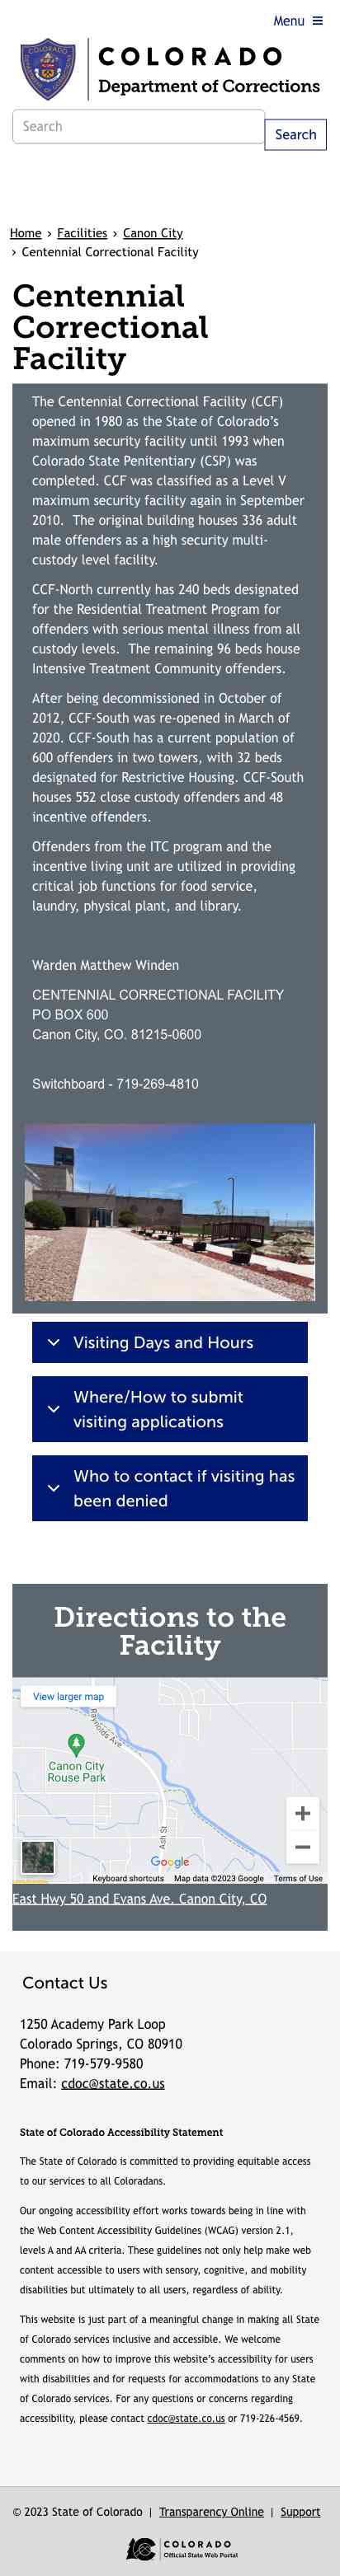 Menu
COLORADO
Department of Corrections
Search
Search
Home › Facilities › Canon City
› Centennial Correctional Facility
Centennial
Correctional
Facility
The Centennial Correctional Facility (CCF)
opened in 1980 as the State of Colorado’s
maximum security facility until 1993 when
Colorado State Penitentiary (CSP) was
completed. CCF was classified as a Level V
maximum security facility again in September
2010.  The original building houses 336 adult
male offenders as a high security multi-
custody level facility.
CCF-North currently has 240 beds designated
for the Residential Treatment Program for
offenders with serious mental illness from all
custody levels.  The remaining 96 beds house
Intensive Treatment Community offenders.
After being decommissioned in October of
2012, CCF-South was re-opened in March of
2020. CCF-South has a current population of
600 offenders in two towers, with 32 beds
designated for Restrictive Housing. CCF-South
houses 552 close custody offenders and 48
incentive offenders.
Offenders from the ITC program and the
incentive living unit are utilized in providing
critical job functions for food service,
laundry, physical plant, and library.
Warden Matthew Winden
CENTENNIAL CORRECTIONAL FACILITY
PO BOX 600
Canon City, CO. 81215-0600
Switchboard - 719-269-4810
Visiting Days and Hours
Where/How to submit
visiting applications
Who to contact if visiting has
been denied
Directions to the
Facility
View larger map
Raynolds Ave
Canon City
Rouse Park
Ash St
Google
Keyboard shortcuts Map data ©2023 Google Terms of Use
East Hwy 50 and Evans Ave, Canon City, CO
Contact Us
1250 Academy Park Loop
Colorado Springs, CO 80910
Phone: 719-579-9580
Email: cdoc@state.co.us
State of Colorado Accessibility Statement
The State of Colorado is committed to providing equitable access
to our services to all Coloradans.
Our ongoing accessibility effort works towards being in line with
the Web Content Accessibility Guidelines (WCAG) version 2.1,
levels A and AA criteria. These guidelines not only help make web
content accessible to users with sensory, cognitive, and mobility
disabilities but ultimately to all users, regardless of ability.
This website is just part of a meaningful change in making all State
of Colorado services inclusive and accessible. We welcome
comments on how to improve this website’s accessibility for users
with disabilities and for requests for accommodations to any State
of Colorado services. For any questions or concerns regarding
accessibility, please contact cdoc@state.co.us or 719-226-4569.
© 2023 State of Colorado | Transparency Online | Support
COLORADO
Official State Web Portal